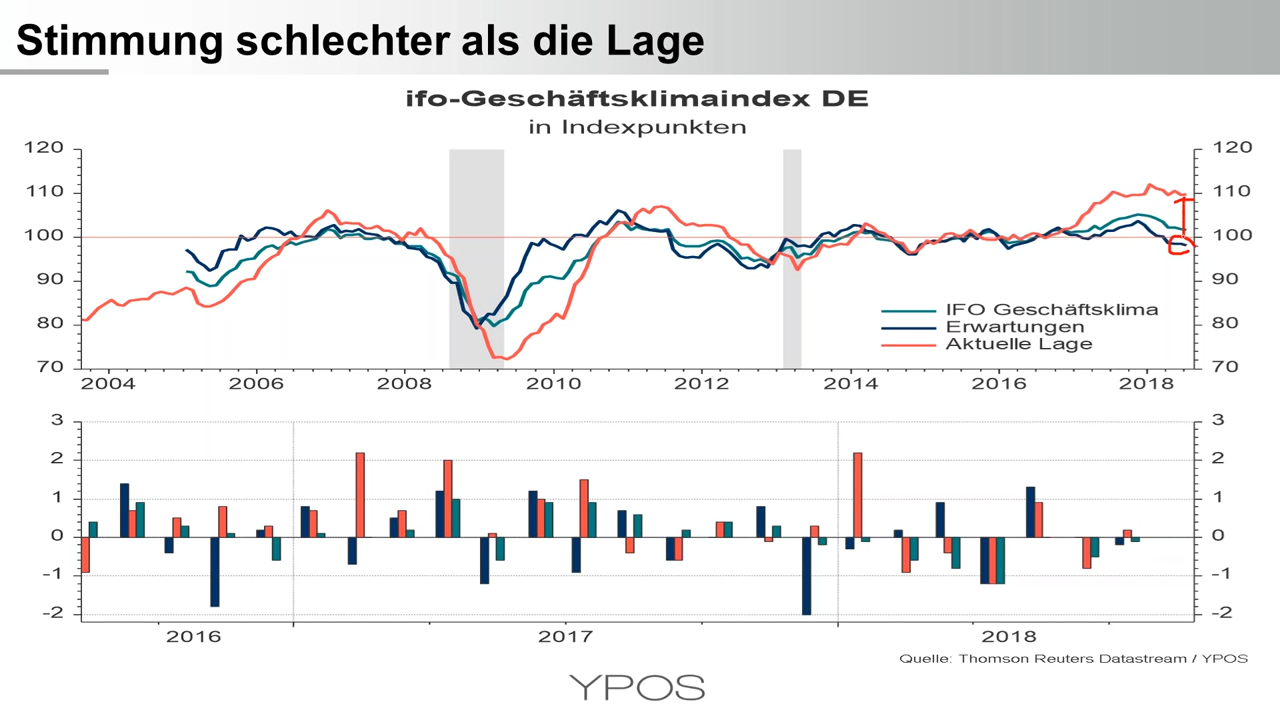 Stimmung schlechter als die Lage
ifo-Geschäftsklimaindex DE
in Indexpunkten
120 120
110 110
100 100
90 90
80 80
70 70
IFO Geschäftsklima
Erwartungen
Aktuelle Lage
2004 2006 2008 2010 2012 2014 2016 2018
3 3
2 2
1 1
0 0
-1 -1
-2 -2
2016 2017 2018
Quelle: Thomson Reuters Datastream / YPOS
YPOS